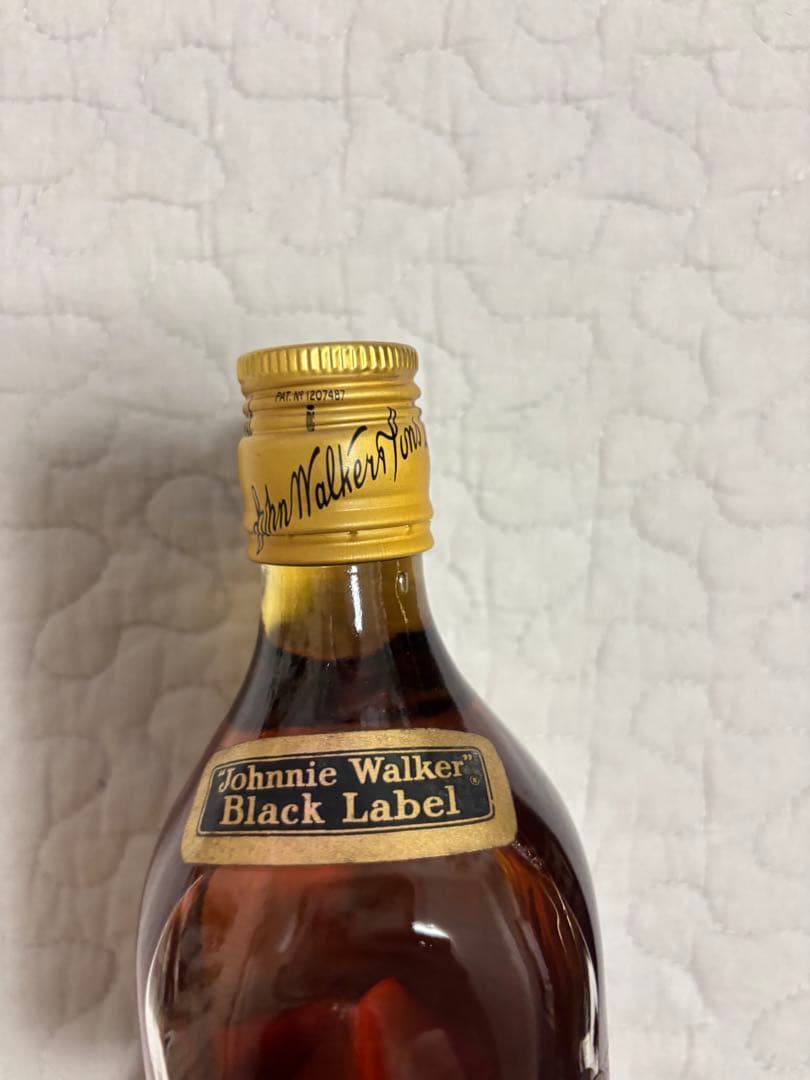 PAT. Nº 1207487
John Walker & Sons
"Johnnie Walker" ®
Black Label